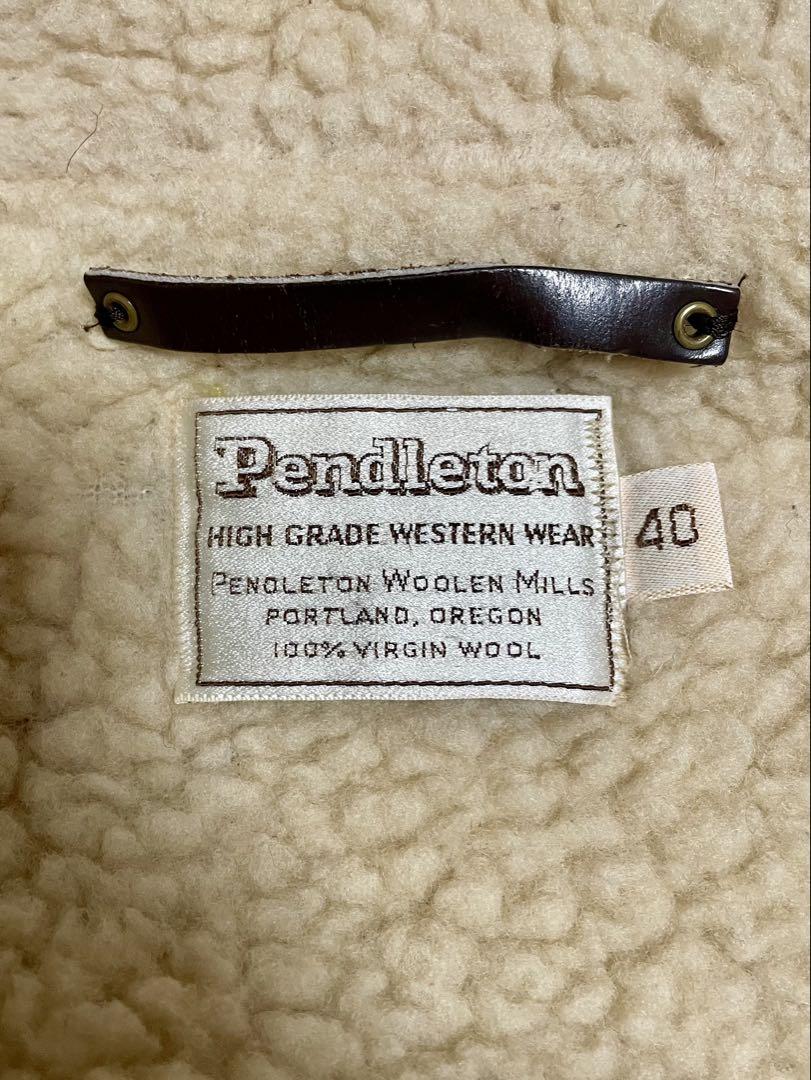 Pendleton
HIGH GRADE WESTERN WEAR
PENDLETON WOOLEN MILLS
PORTLAND, OREGON
100% VIRGIN WOOL
40